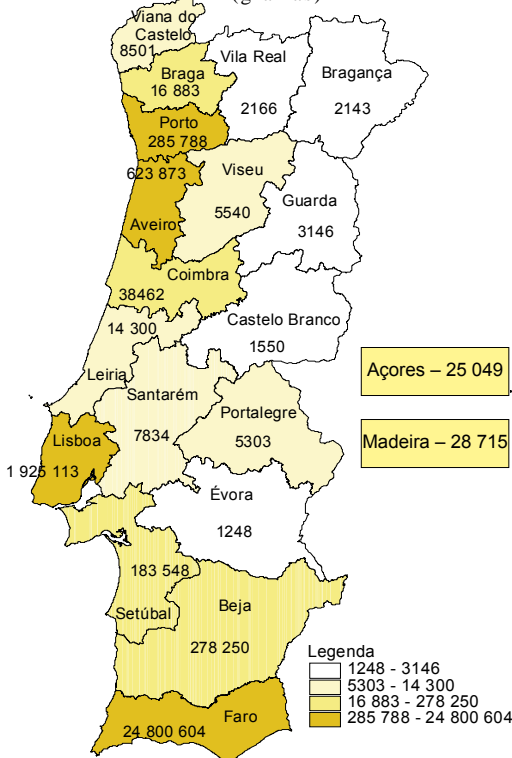 (gramas)
Viana do
Castelo
8501
Vila Real
2166
Bragança
2143
Braga
16 883
Porto
285 788
623 873
Aveiro
Viseu
5540
Guarda
3146
Coimbra
38462
14 300
Leiria
Castelo Branco
1550
Açores – 25 049
Santarém
7834
Portalegre
5303
Madeira – 28 715
Lisboa
1 925 113
Évora
1248
183 548
Setúbal
Beja
278 250
Legenda
1248 - 3146
5303 - 14 300
16 883 - 278 250
285 788 - 24 800 604
Faro
24 800 604